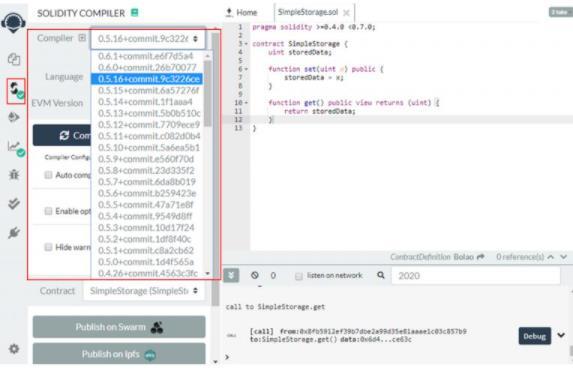 SOLIDITY COMPILER
Compiler
0.5.16+commit.9c3226
0.6.1+commit.e6f7d5a4
0.6.0+commit.26b70077
0.5.16+commit.9c3226ce
0.5.15+commit.6a57276f
0.5.14+commit.1f1aaa4
0.5.13+commit.5b0b510c
0.5.12+commit.7709ece9
0.5.11+commit.c082d0b4
0.5.10+commit.5a6ea5b1
0.5.9+commit.e560f70d
0.5.8+commit.23d335f2
0.5.7+commit.6da8b019
0.5.6+commit.b259423e
0.5.5+commit.47a71e8f
0.5.4+commit.9549d8ff
0.5.3+commit.10d17f24
0.5.2+commit.1df8f40c
0.5.1+commit.c8a2cb62
0.5.0+commit.1d4f565a
0.4.26+commit.4563c3fc
Language
EVM Version
Com
Compiler Configu
Auto comp
Enable opt
Hide warn
Contract
SimpleStorage (SimpleSt
Publish on Swarm
Publish on Ipfs
Home
SimpleStorage.sol
1 pragma solidity >=0.4.0 <0.7.0;
2
3 contract SimpleStorage {
4 uint storedData;
5
6 function set(uint x) public {
7 storedData = x;
8 }
9
10 function get() public view returns (uint) {
11 return storedData;
12 }
13 }
ContractDefinition Bolao 0 reference(s)
0
listen on network
2020
call to SimpleStorage.get
CALL
[call] from:0x8fb5912ef39b7dbe2a99d35e81aaae1c03c857b9
to:SimpleStorage.get() data:0x6d4...ce63c
Debug
>